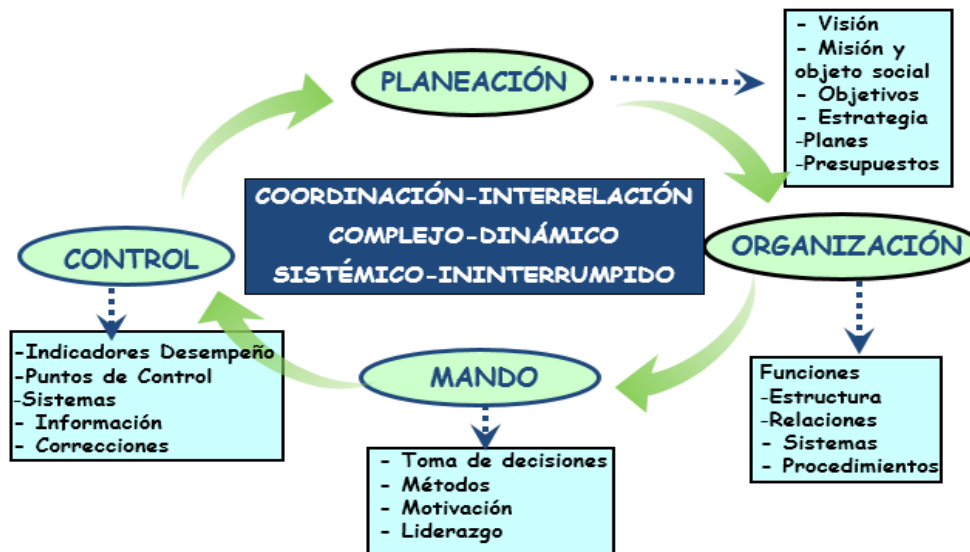 PLANEACIÓN
- Visión
- Misión y
objeto social
- Objetivos
- Estrategia
-Planes
-Presupuestos
COORDINACIÓN-INTERRELACIÓN
COMPLEJO-DINÁMICO
SISTÉMICO-ININTERRUMPIDO
ORGANIZACIÓN
Funciones
-Estructura
-Relaciones
- Sistemas
- Procedimientos
MANDO
- Toma de decisiones
- Métodos
- Motivación
- Liderazgo
CONTROL
-Indicadores Desempeño
-Puntos de Control
-Sistemas
- Información
- Correcciones